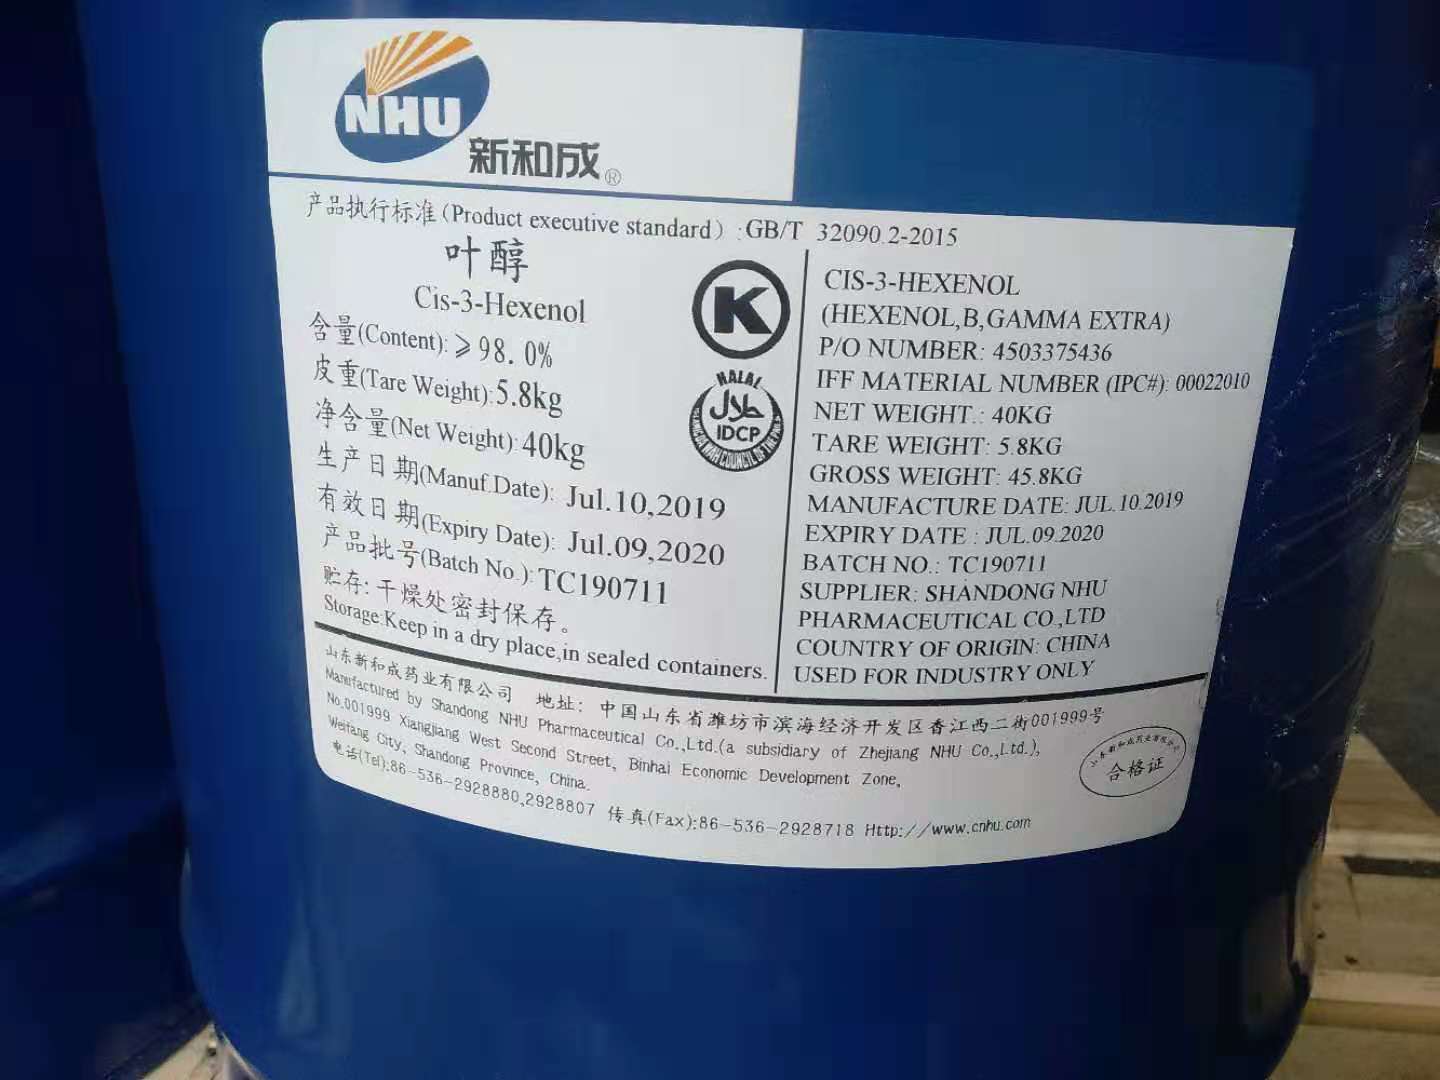 NHU
新和成®
产品执行标准(Product executive standard) :GB/T 32090.2-2015
叶醇
Cis-3-Hexenol
含量(Content):≥98.0%
皮重(Tare Weight):5.8kg
净含量(Net Weight):40kg
生产日期(Manuf.Date): Jul.10,2019
有效日期(Expiry Date): Jul.09,2020
产品批号(Batch No.):TC190711
贮存:干燥处密封保存。
Storage:Keep in a dry place,in sealed containers.
K
HALAL
IDCP
CIS-3-HEXENOL
(HEXENOL,B,GAMMA EXTRA)
P/O NUMBER: 4503375436
IFF MATERIAL NUMBER (IPC#): 00022010
NET WEIGHT.: 40KG
TARE WEIGHT: 5.8KG
GROSS WEIGHT: 45.8KG
MANUFACTURE DATE: JUL.10.2019
EXPIRY DATE : JUL.09.2020
BATCH NO.: TC190711
SUPPLIER: SHANDONG NHU
PHARMACEUTICAL CO.,LTD
COUNTRY OF ORIGIN: CHINA
USED FOR INDUSTRY ONLY
山东新和成药业有限公司 地址: 中国山东省潍坊市滨海经济开发区香江西二街001999号
Manufactured by Shandong NHU Pharmaceutical Co.,Ltd.(a subsidiary of Zhejiang NHU Co.,Ltd.),
No.001999 Xiangjiang West Second Street, Binhai Economic Development Zone,
Weifang City, Shandong Province, China.
电话(Tel):86-536-2928880,2928807 传真(Fax):86-536-2928718 Http://www.cnhu.com
山东新和成药业有限公司
合格证